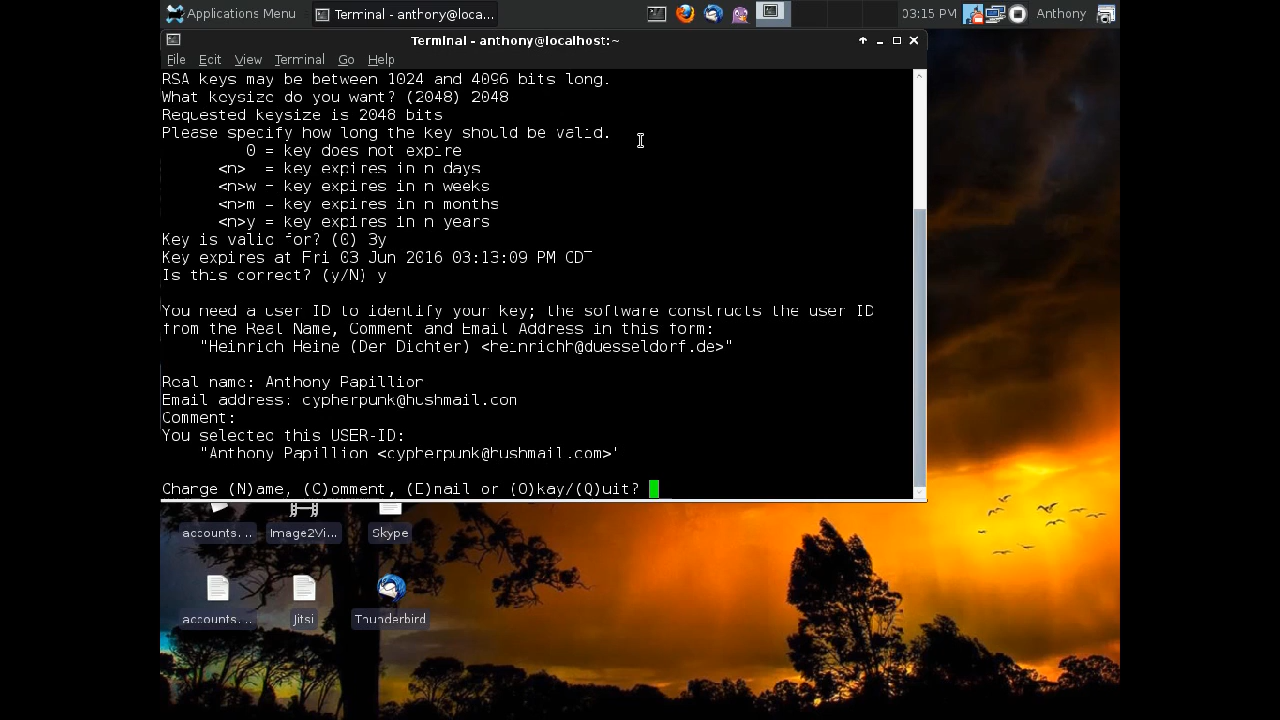 Applications Menu
Terminal - anthony@loca...
03:15 PM
Anthony
Terminal - anthony@localhost:~
File Edit View Terminal Go Help
RSA keys may be between 1024 and 4096 bits long.
What keysize do you want? (2048) 2048
Requested keysize is 2048 bits
Please specify how long the key should be valid.
0 = key does not expire
<n> = key expires in n days
<n>w = key expires in n weeks
<n>m = key expires in n months
<n>y = key expires in n years
Key is valid for? (0) 3y
Key expires at Fri 03 Jun 2016 03:13:09 PM CDT
Is this correct? (y/N) y
You need a user ID to identify your key; the software constructs the user ID
from the Real Name, Comment and Email Address in this form:
"Heinrich Heine (Der Dichter) <heinrichh@duesseldorf.de>"
Real name: Anthony Papillion
Email address: cypherpunk@hushmail.com
Comment:
You selected this USER-ID:
"Anthony Papillion <cypherpunk@hushmail.com>"
Change (N)ame, (C)omment, (E)mail or (O)kay/(Q)uit?
accounts.... Image2Vi... Skype
accounts.... Jitsi Thunderbird